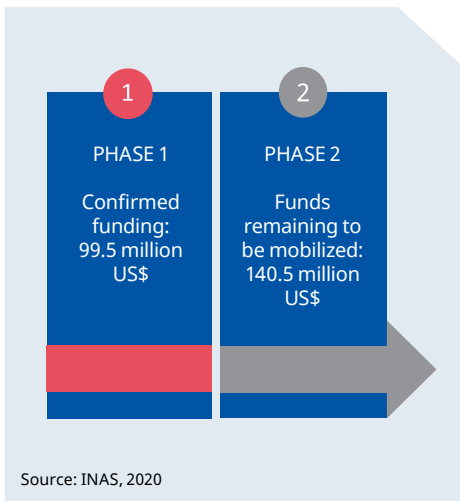 1
PHASE 1
Confirmed
funding:
99.5 million
US$
2
PHASE 2
Funds
remaining to
be mobilized:
140.5 million
US$
Source: INAS, 2020